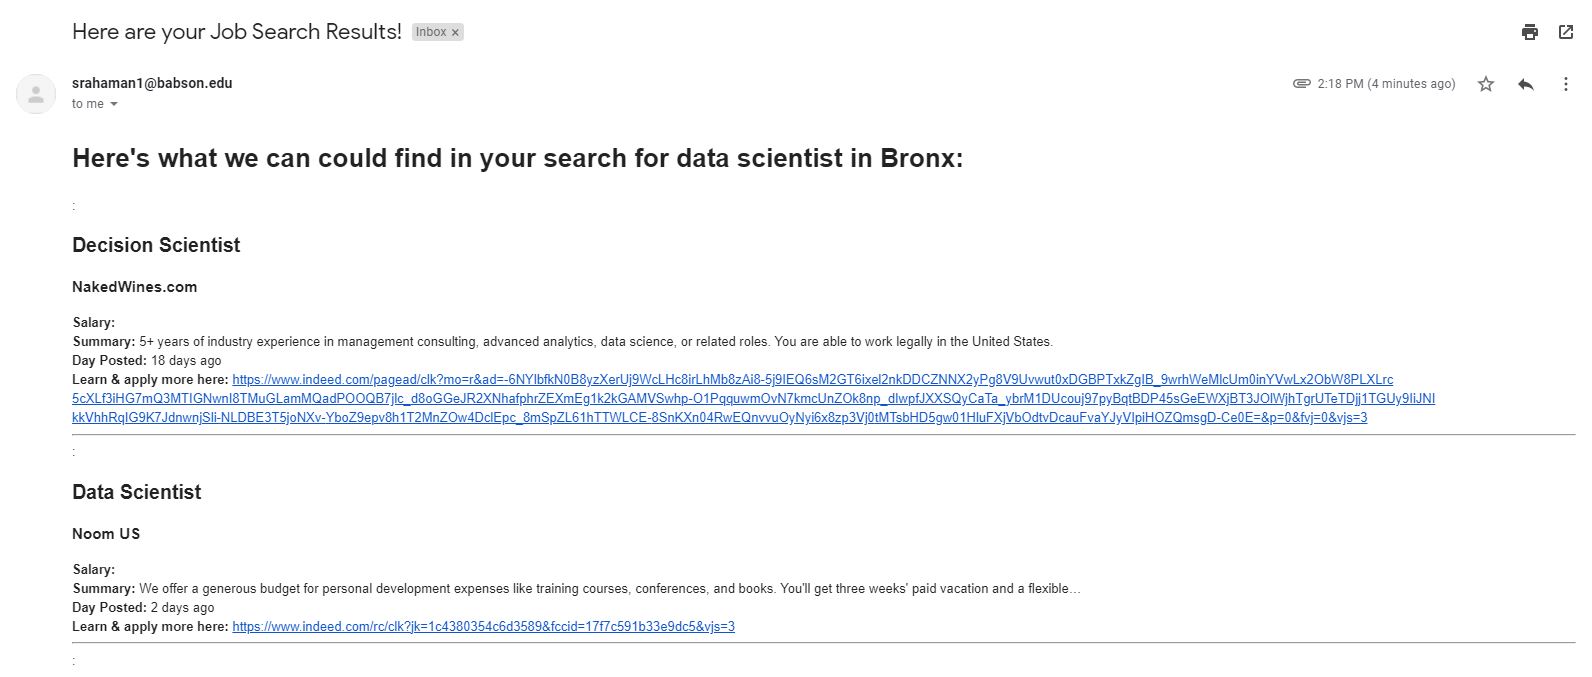 Here are your Job Search Results! Inbox ×
srahaman1@babson.edu 2:18 PM (4 minutes ago)
to me
Here's what we can could find in your search for data scientist in Bronx:
:
Decision Scientist
NakedWines.com
Salary:
Summary: 5+ years of industry experience in management consulting, advanced analytics, data science, or related roles. You are able to work legally in the United States.
Day Posted: 18 days ago
Learn & apply more here: https://www.indeed.com/pagead/clk?mo=r&ad=-6NYlbfkN0B8yzXerUj9WcLHc8irLhMb8zAi8-5j9IEQ6sM2GT6ixel2nkDDCZNNX2yPg8V9Uvwut0xDGBPTxkZgIB_9wrhWeMlcUm0inYVwLx2ObW8PLXLrc
5cXLf3iHG7mQ3MTIGNwnI8TMuGLamMQadPOOQB7jlc_d8oGGeJR2XNhafphrZEXmEg1k2kGAMVSwhp-O1PqquwmOvN7kmcUnZOk8np_dIwpfJXXSQyCaTa_ybrM1DUcouj97pyBqtBDP45sGeEWXjBT3JOlWjhTgrUTeTDjj1TGUy9IiJNI
kkVhhRqIG9K7JdnwnjSli-NLDBE3T5joNXv-YboZ9epv8h1T2MnZOw4DclEpc_8mSpZL61hTTWLCE-8SnKXn04RwEQnvvuOyNyi6x8zp3Vj0tMTsbHD5gw01HluFXjVbOdtvDcauFvaYJyVIpiHOZQmsgD-Ce0E=&p=0&fvj=0&vjs=3
:
Data Scientist
Noom US
Salary:
Summary: We offer a generous budget for personal development expenses like training courses, conferences, and books. You'll get three weeks' paid vacation and a flexible…
Day Posted: 2 days ago
Learn & apply more here: https://www.indeed.com/rc/clk?jk=1c4380354c6d3589&fccid=17f7c591b33e9dc5&vjs=3
: